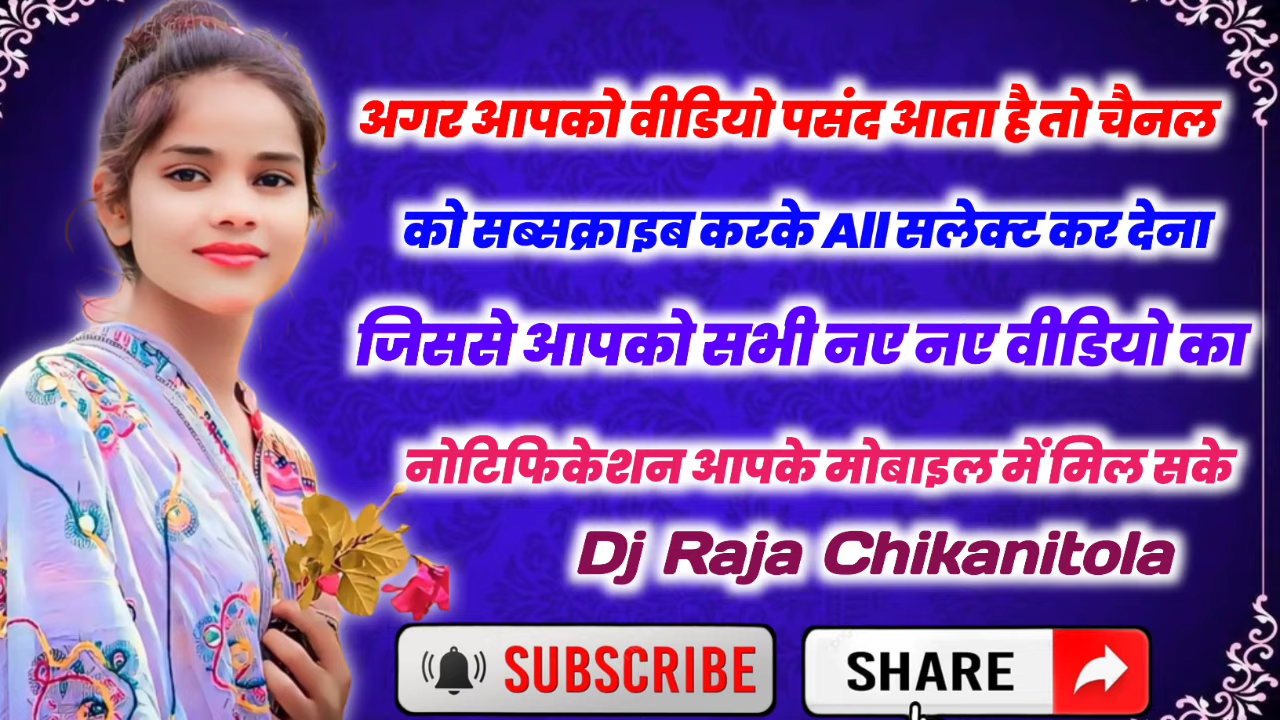 अगर आपको वीडियो पसंद आता है तो चैनल
को सब्सक्राइब करके All सलेक्ट कर देना
जिससे आपको सभी नए नए वीडियो का
नोटिफिकेशन आपके मोबाइल में मिल सके
Dj Raja Chikanitola
SUBSCRIBE
SHARE